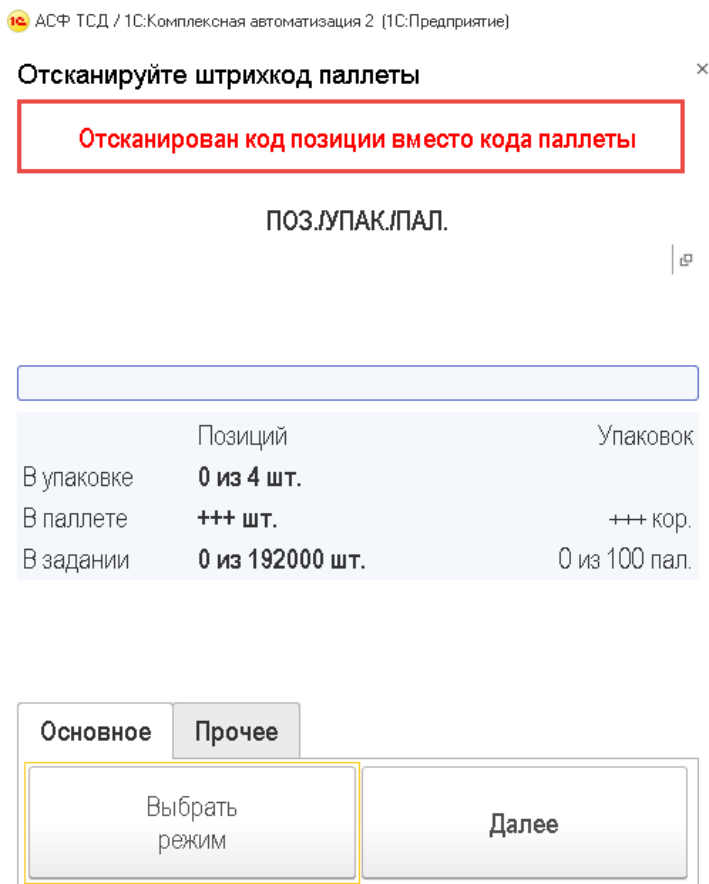 1С АСФ ТСД / 1С:Комплексная автоматизация 2 (1С:Предприятие)
Отсканируйте штрихкод паллеты
Отсканирован код позиции вместо кода паллеты
ПОЗ./УПАК./ПАЛ.
Позиций Упаковок
В упаковке 0 из 4 шт.
В паллете +++ шт. +++ кор.
В задании 0 из 192000 шт. 0 из 100 пал.
Основное Прочее
Выбрать
режим
Далее